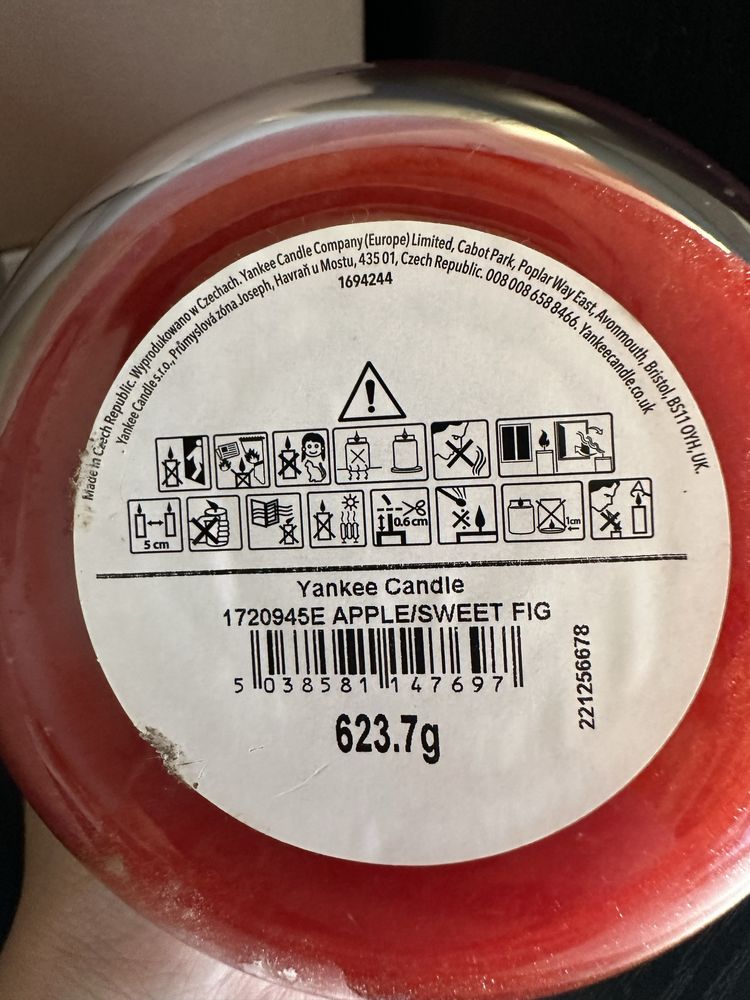 Made in Czech Republic. Wyprodukowano w Czechach. Yankee Candle Company (Europe) Limited, Cabot Park, Poplar Way East, Avonmouth, Bristol, BS11 0YH, UK.
Yankee Candle s.r.o., Průmyslová zóna Joseph, Havraň u Mostu, 435 01, Czech Republic. 008 008 658 8466. Yankeecandle.co.uk
1694244
5 cm
0.6 cm
1cm
Yankee Candle
1720945E APPLE/SWEET FIG
5 038581 147697
221256678
623.7g